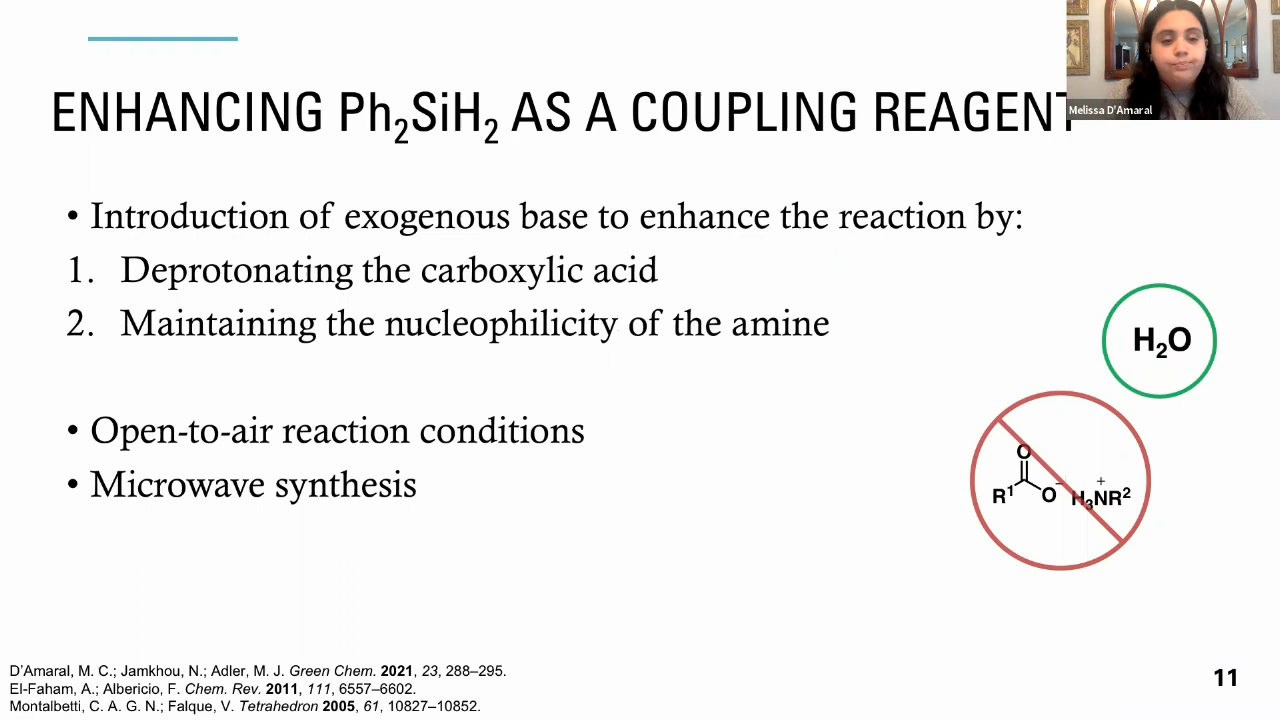 Melissa D'Amaral
ENHANCING Ph₂SiH₂ AS A COUPLING REAGENT
• Introduction of exogenous base to enhance the reaction by:
1. Deprotonating the carboxylic acid
2. Maintaining the nucleophilicity of the amine
H₂O
• Open-to-air reaction conditions
• Microwave synthesis
O
R¹ O⁻ H₃N⁺R²
D'Amaral, M. C.; Jamkhou, N.; Adler, M. J. Green Chem. 2021, 23, 288–295.
El-Faham, A.; Albericio, F. Chem. Rev. 2011, 111, 6557–6602.
Montalbetti, C. A. G. N.; Falque, V. Tetrahedron 2005, 61, 10827–10852.
11